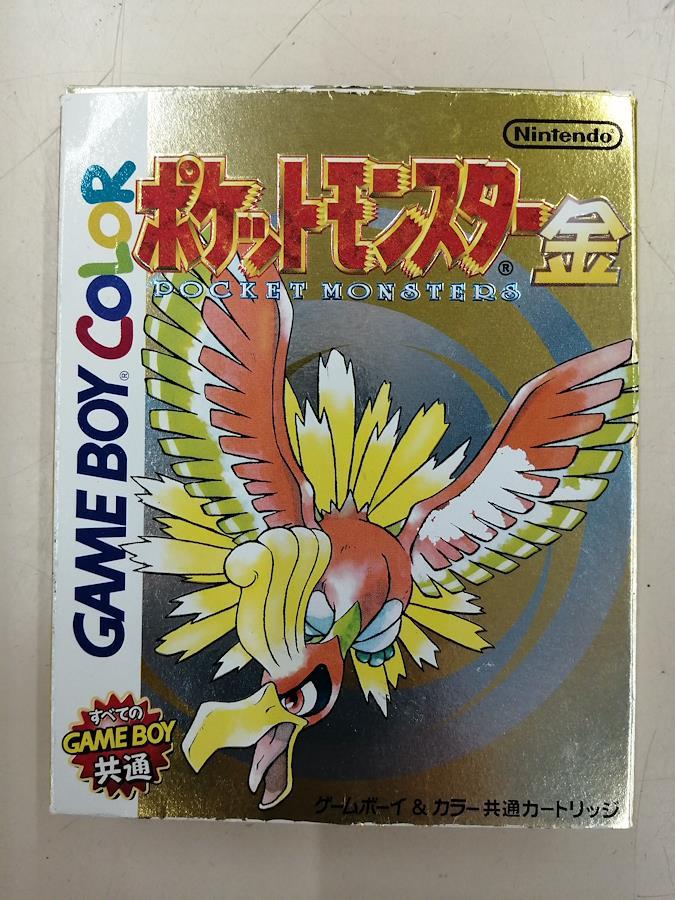 Nintendo®
ポケットモンスター金
®
POCKET MONSTERS
GAME BOY® COLOR
すべての
GAME BOY
共通
ゲームボーイ & カラー共通カートリッジ